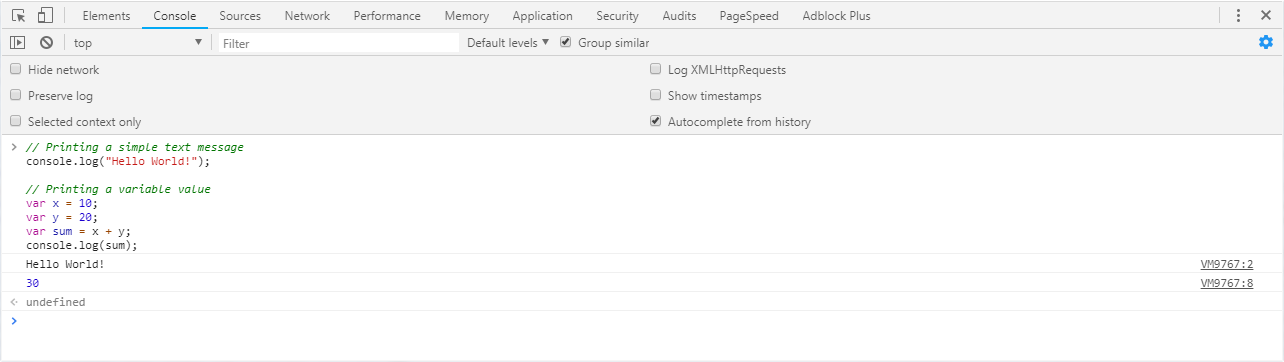 Elements Console Sources Network Performance Memory Application Security Audits PageSpeed Adblock Plus
top Filter Default levels Group similar
Hide network Log XMLHttpRequests
Preserve log Show timestamps
Selected context only Autocomplete from history
// Printing a simple text message
console.log("Hello World!");
// Printing a variable value
var x = 10;
var y = 20;
var sum = x + y;
console.log(sum);
Hello World! VM9767:2
30 VM9767:8
undefined